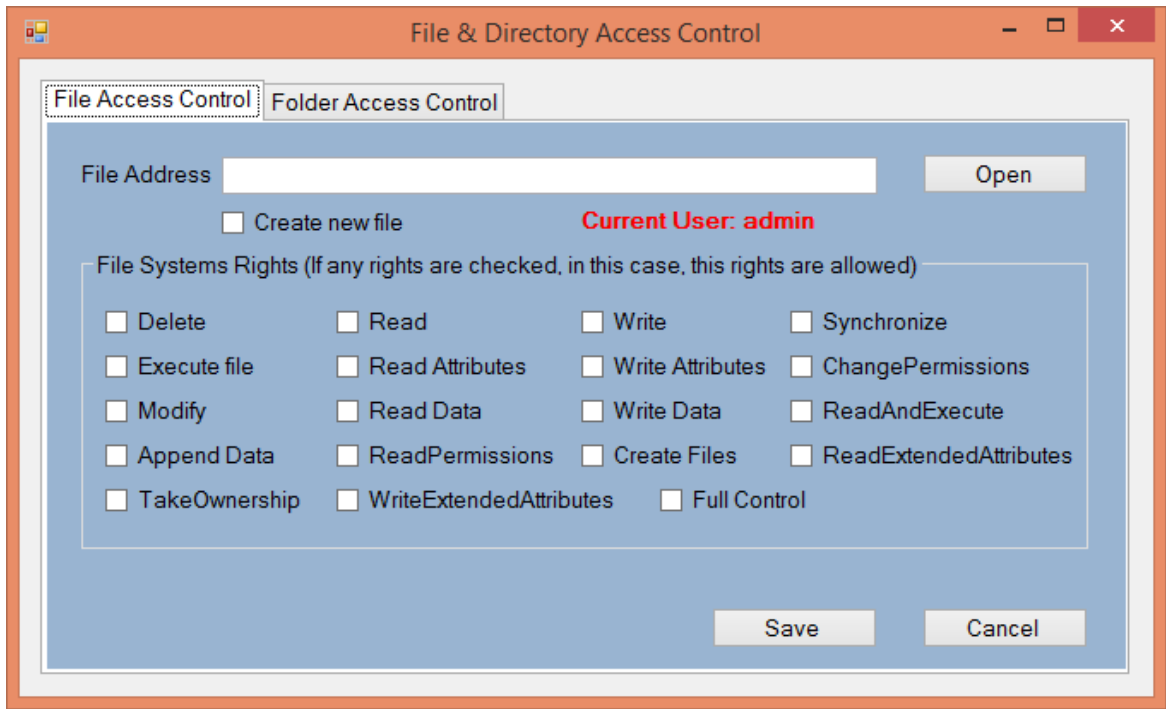 File & Directory Access Control
File Access Control Folder Access Control
File Address Open
Create new file Current User: admin
File Systems Rights (If any rights are checked, in this case, this rights are allowed)
Delete Read Write Synchronize
Execute file Read Attributes Write Attributes ChangePermissions
Modify Read Data Write Data ReadAndExecute
Append Data ReadPermissions Create Files ReadExtendedAttributes
TakeOwnership WriteExtendedAttributes Full Control
Save Cancel